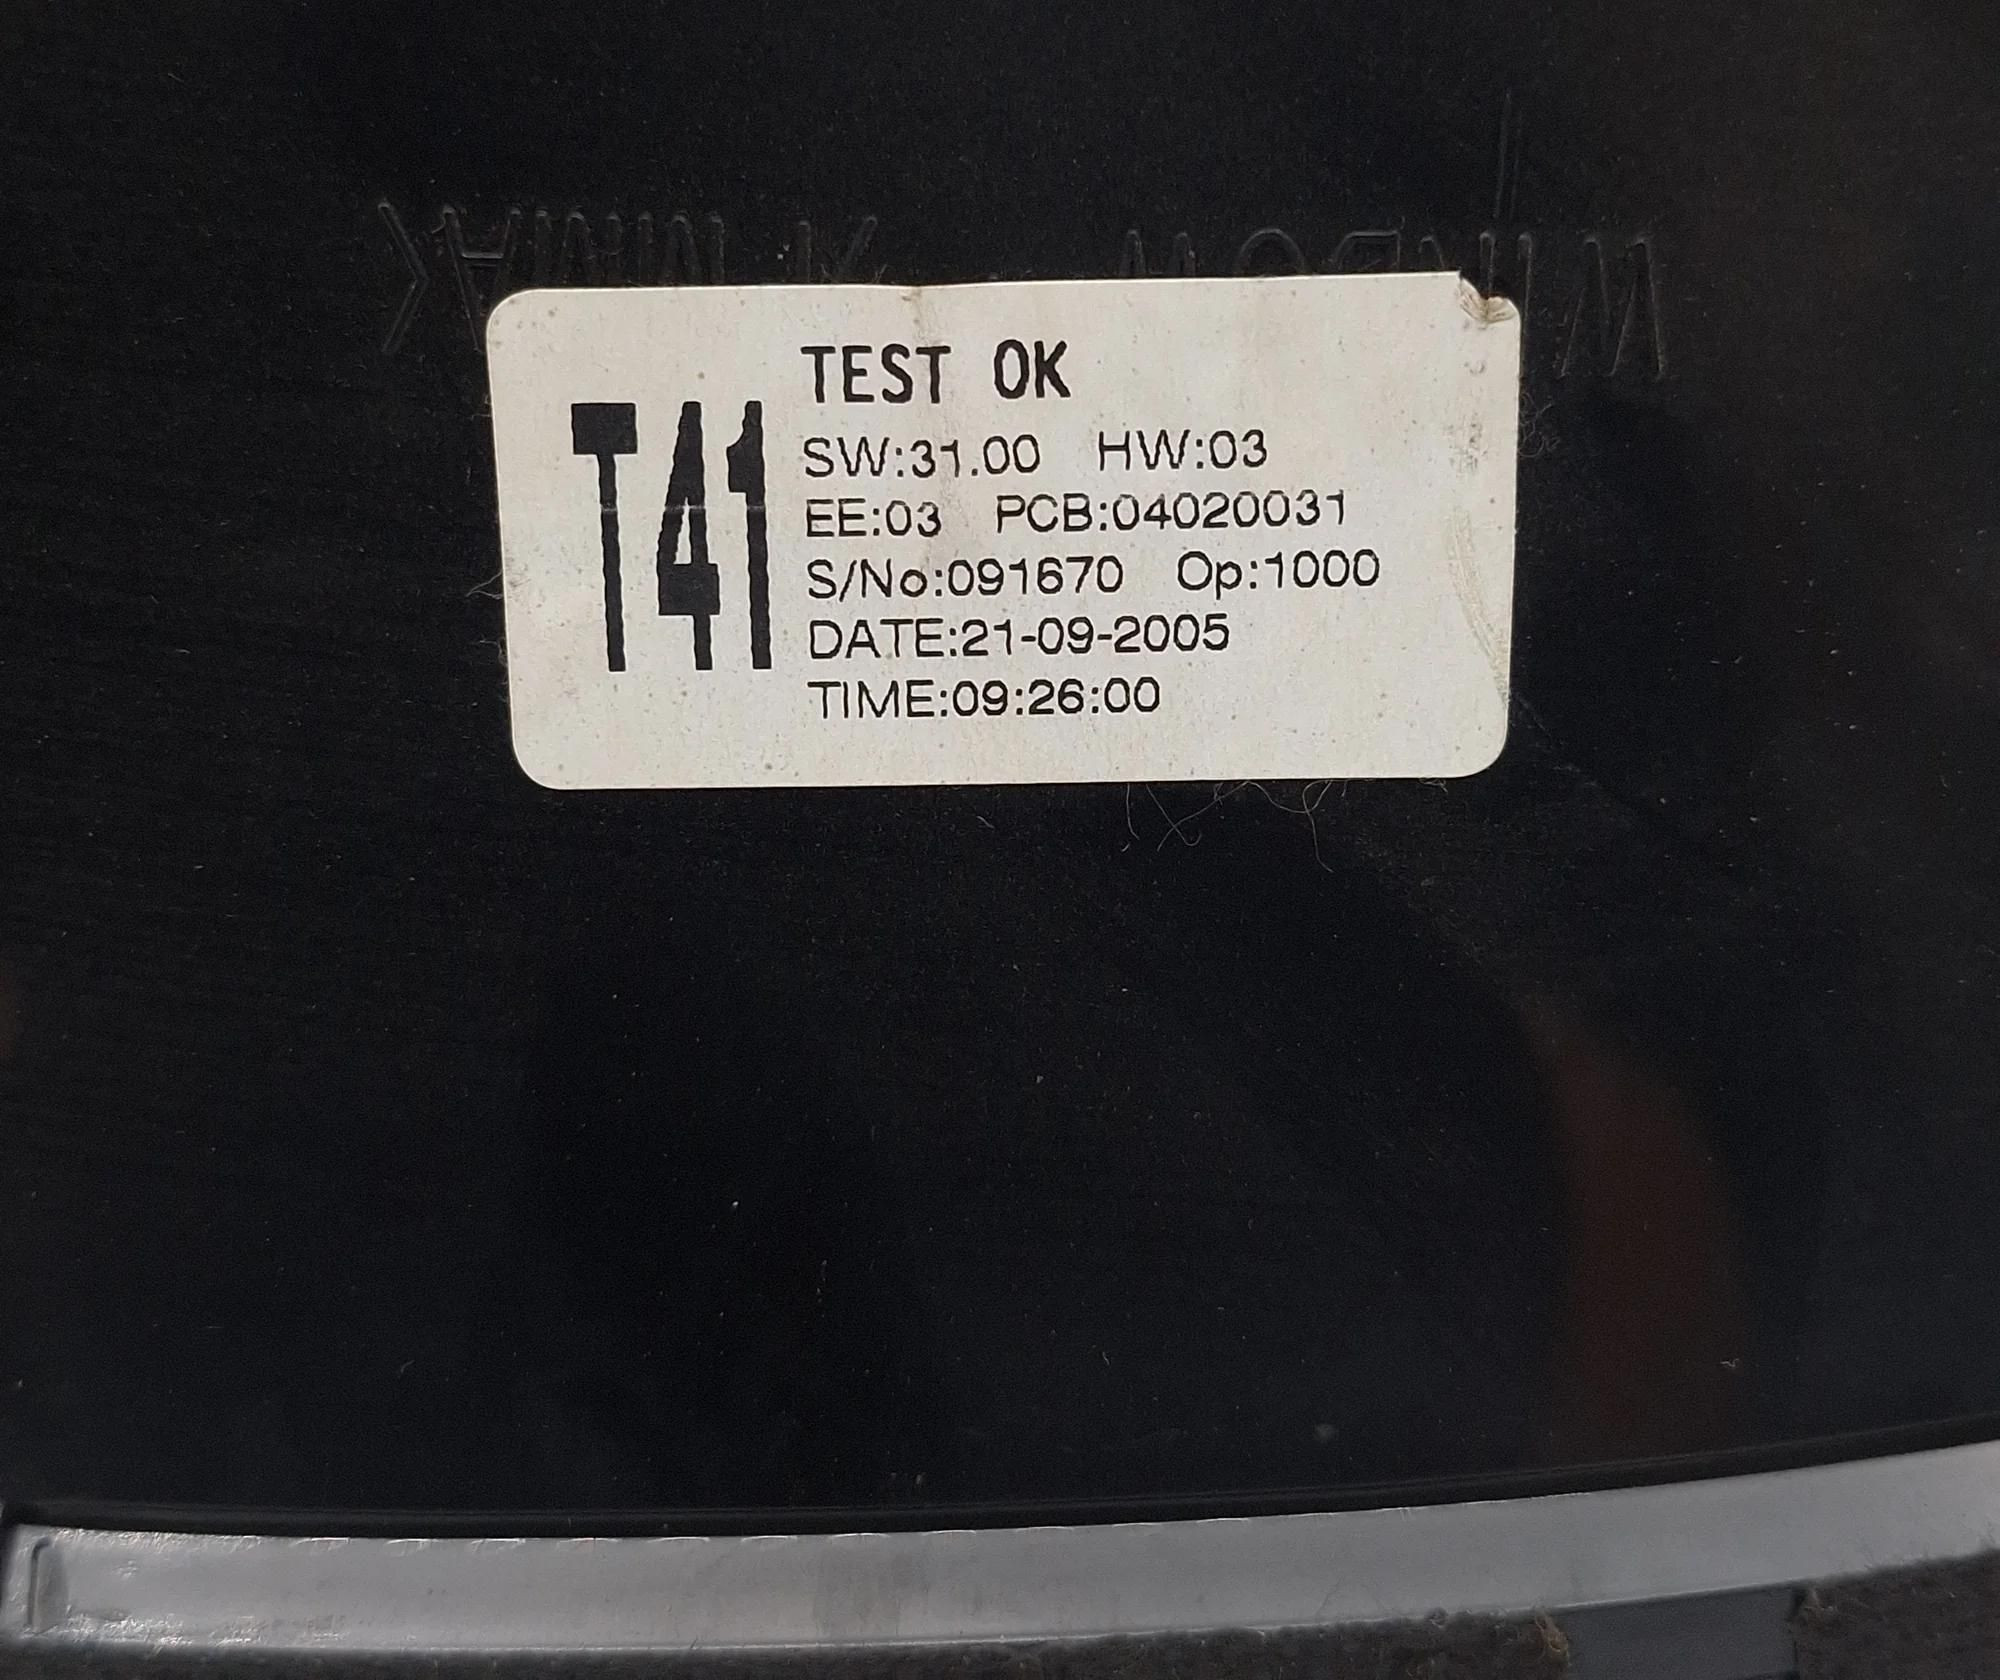 T41
TEST OK
SW:31.00 HW:03
EE:03 PCB:04020031
S/No:091670 Op:1000
DATE:21-09-2005
TIME:09:26:00